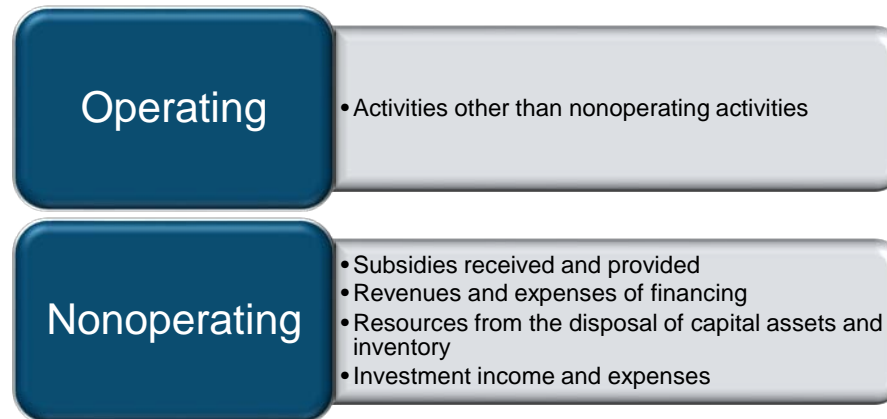 Operating
•Activities other than nonoperating activities
Nonoperating
•Subsidies received and provided
•Revenues and expenses of financing
•Resources from the disposal of capital assets and
inventory
•Investment income and expenses